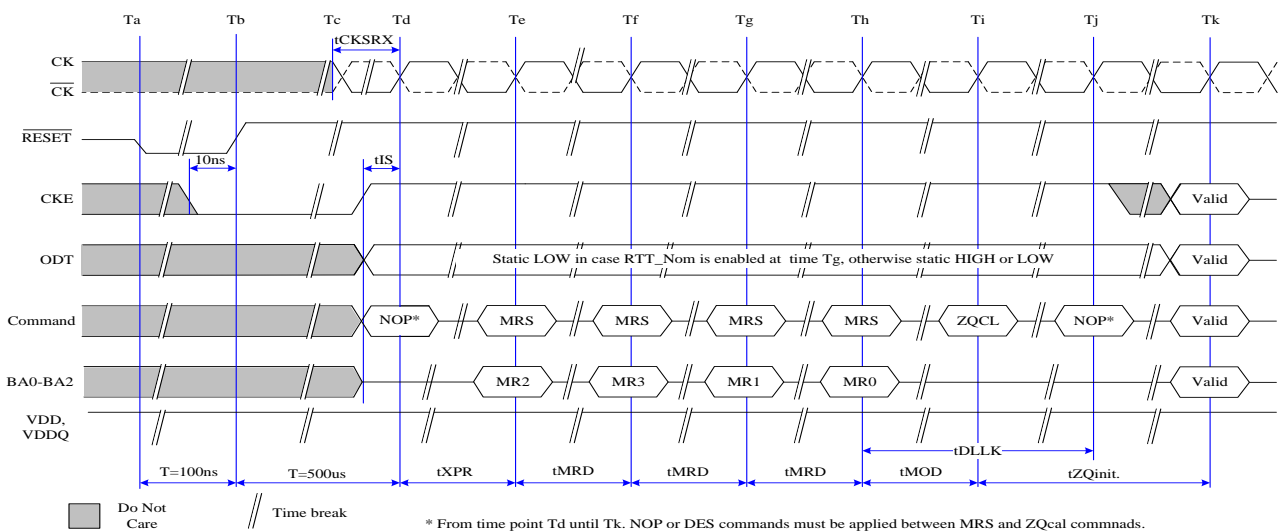 Ta Tb Tc Td Te Tf Tg Th Ti Tj Tk
tCKSRX
CK
CK
RESET
10ns
tIS
CKE
Valid
ODT
Static LOW in case RTT_Nom is enabled at time Tg, otherwise static HIGH or LOW
Valid
Command
NOP*
MRS
MRS
MRS
MRS
ZQCL
NOP*
Valid
BA0-BA2
MR2
MR3
MR1
MR0
Valid
VDD,
VDDQ
tDLLK
T=100ns
T=500us
tXPR
tMRD
tMRD
tMRD
tMOD
tZQinit.
Do Not
Care
Time break
* From time point Td until Tk. NOP or DES commands must be applied between MRS and ZQcal commnads.